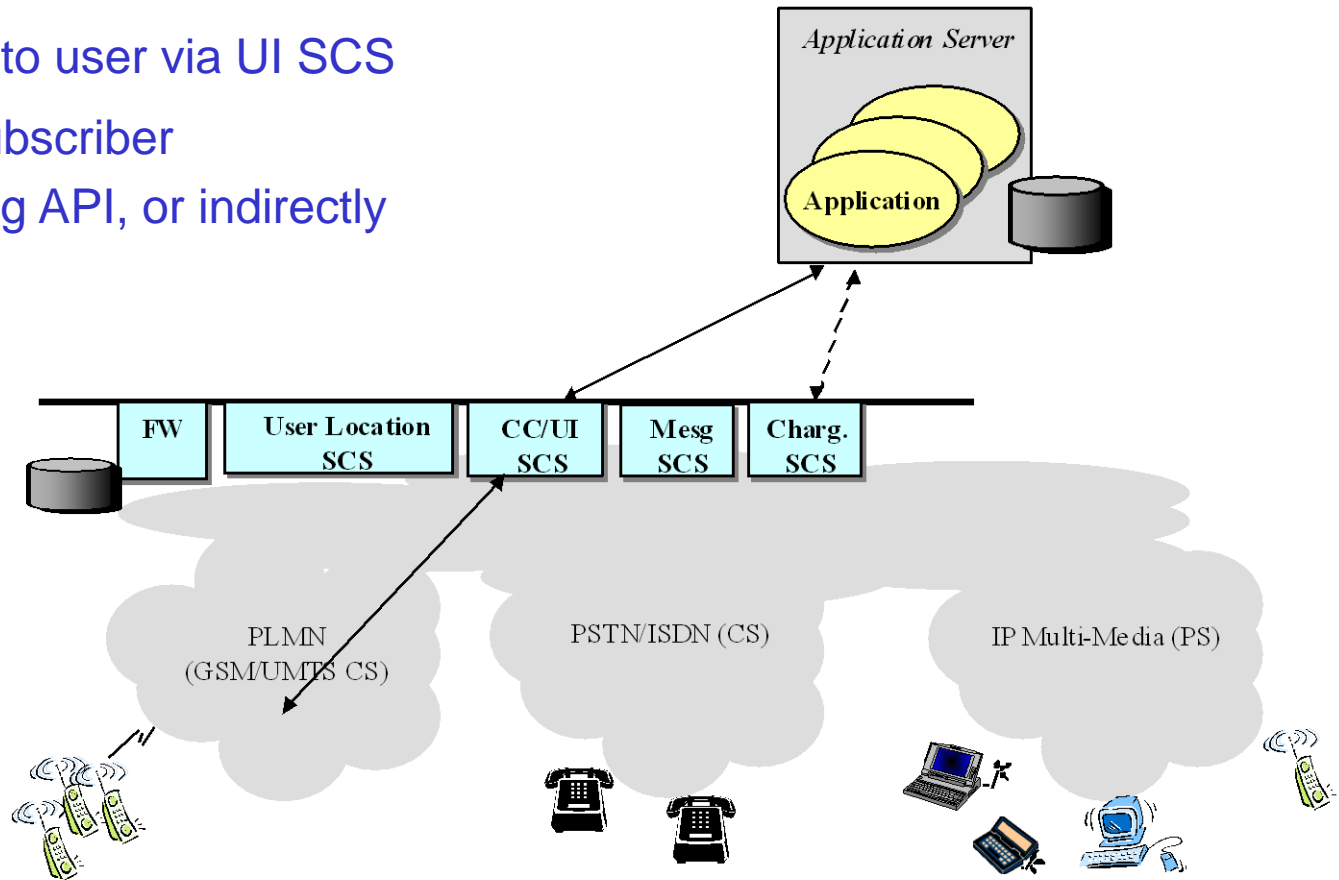 to user via UI SCS
bscriber
g API, or indirectly
Application Server
Application
FW
User Location
SCS
CC/UI
SCS
Mesg
SCS
Charg.
SCS
PLMN
(GSM/UMTS CS)
PSTN/ISDN (CS)
IP Multi-Media (PS)